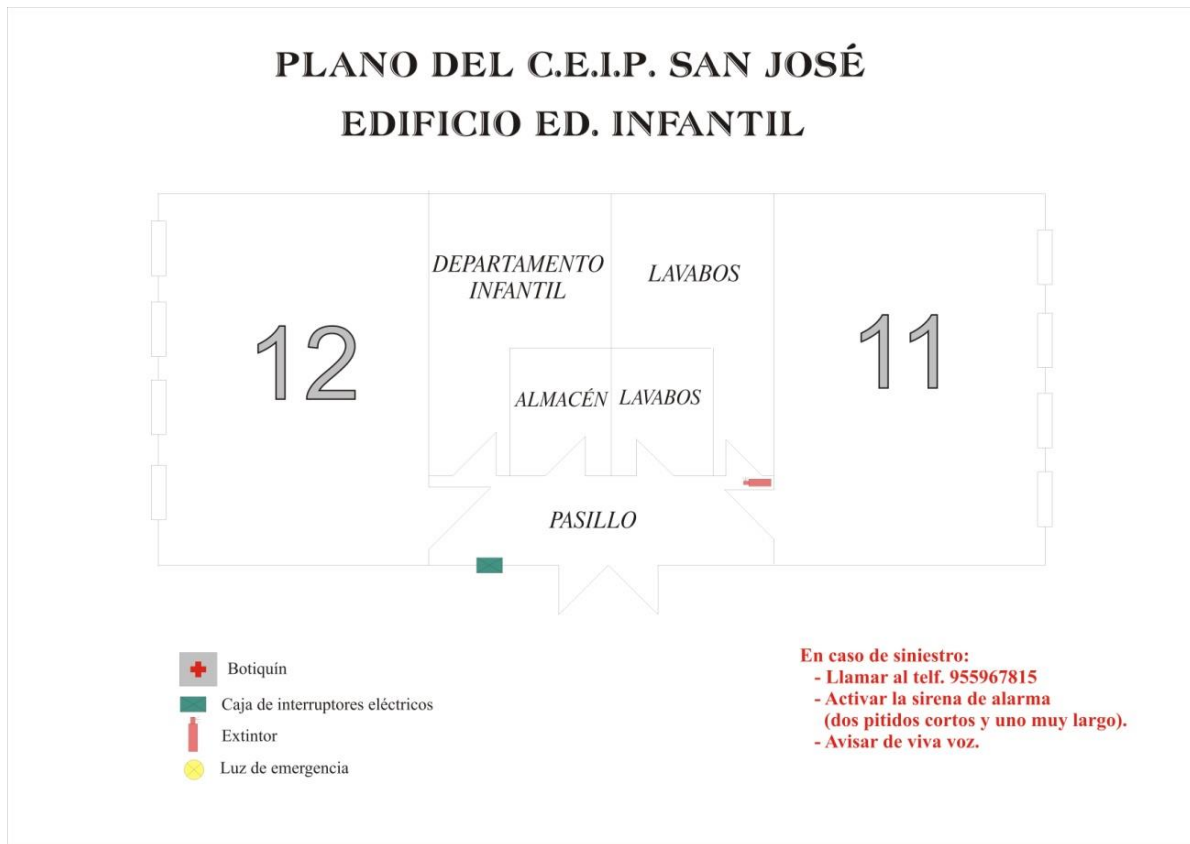 PLANO DEL C.E.I.P. SAN JOSÉ
EDIFICIO ED. INFANTIL
DEPARTAMENTO
INFANTIL
LAVABOS
12
11
ALMACÉN
LAVABOS
PASILLO
Botiquín
Caja de interruptores eléctricos
Extintor
Luz de emergencia
En caso de siniestro:
- Llamar al telf. 955967815
- Activar la sirena de alarma
(dos pitidos cortos y uno muy largo).
- Avisar de viva voz.